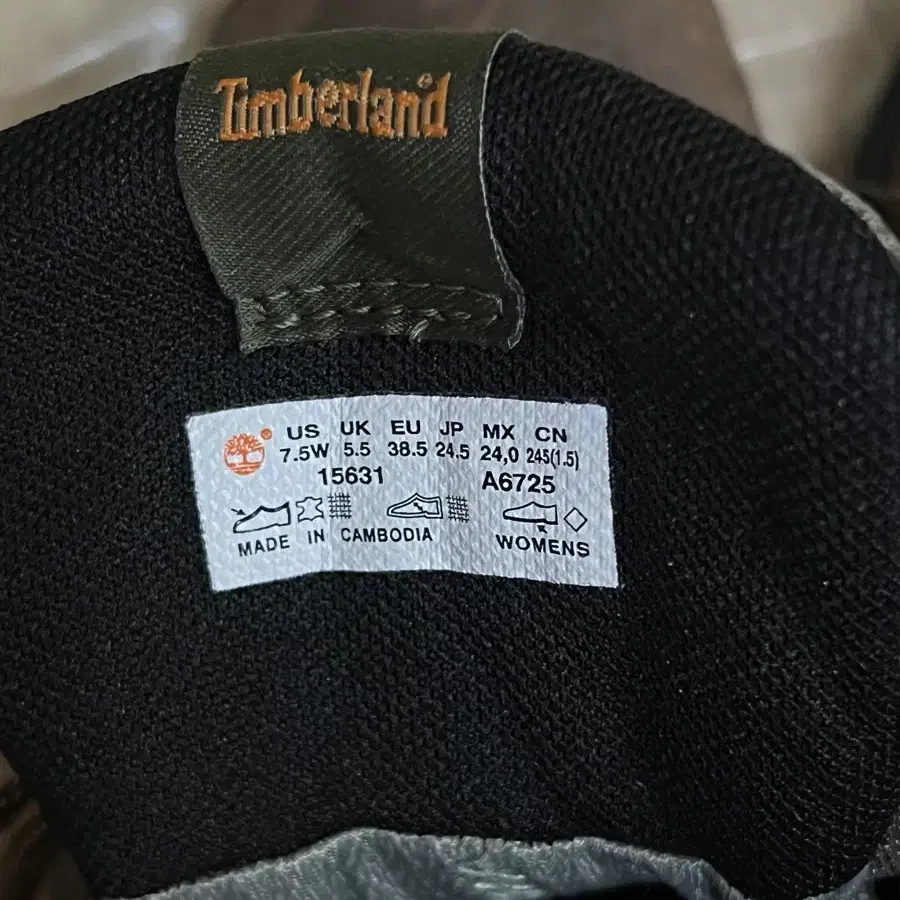 Timberland®
US UK EU JP MX CN
7.5W 5.5 38.5 24.5 24,0 245(1.5)
15631 A6725
MADE IN CAMBODIA WOMENS